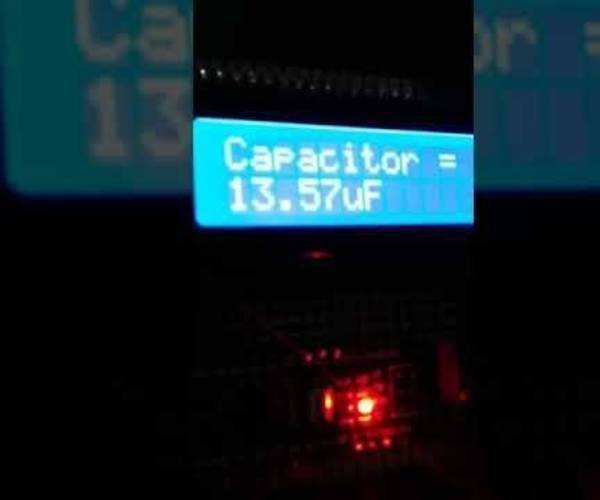 Capacitor =
13.57uF